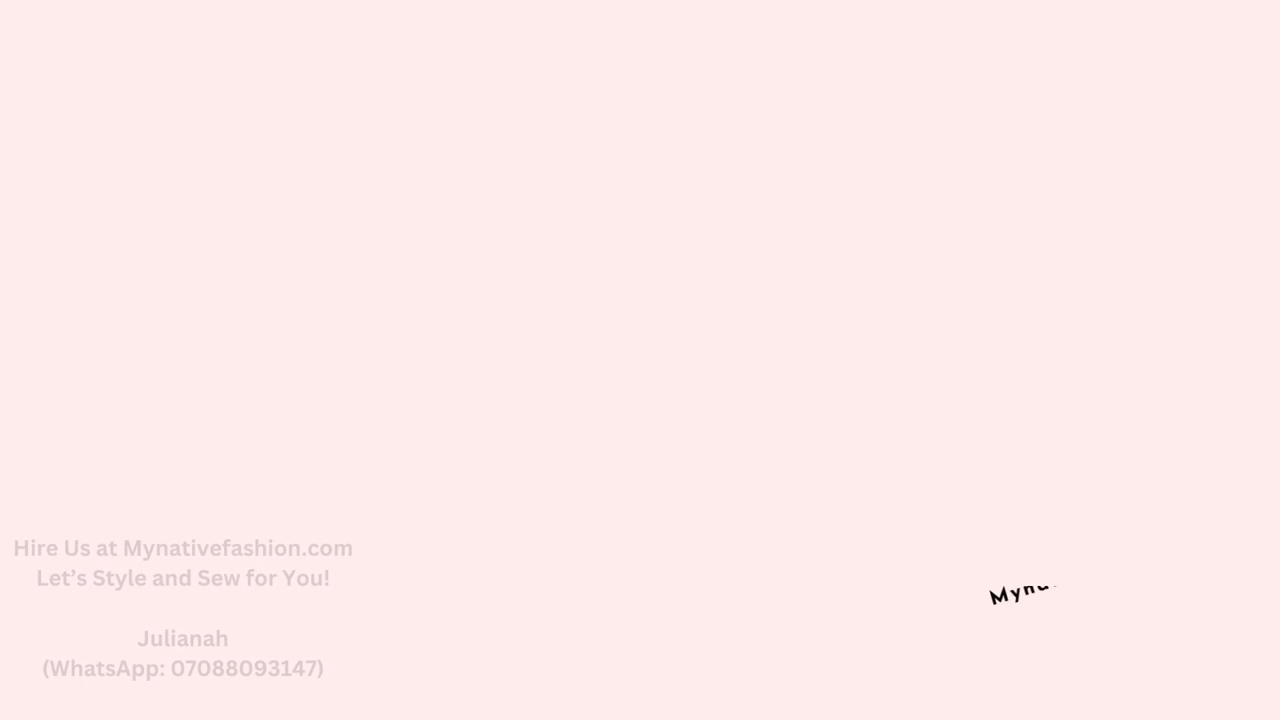 Hire Us at Mynativefashion.com
Let's Style and Sew for You!
Julianah
(WhatsApp: 07088093147)